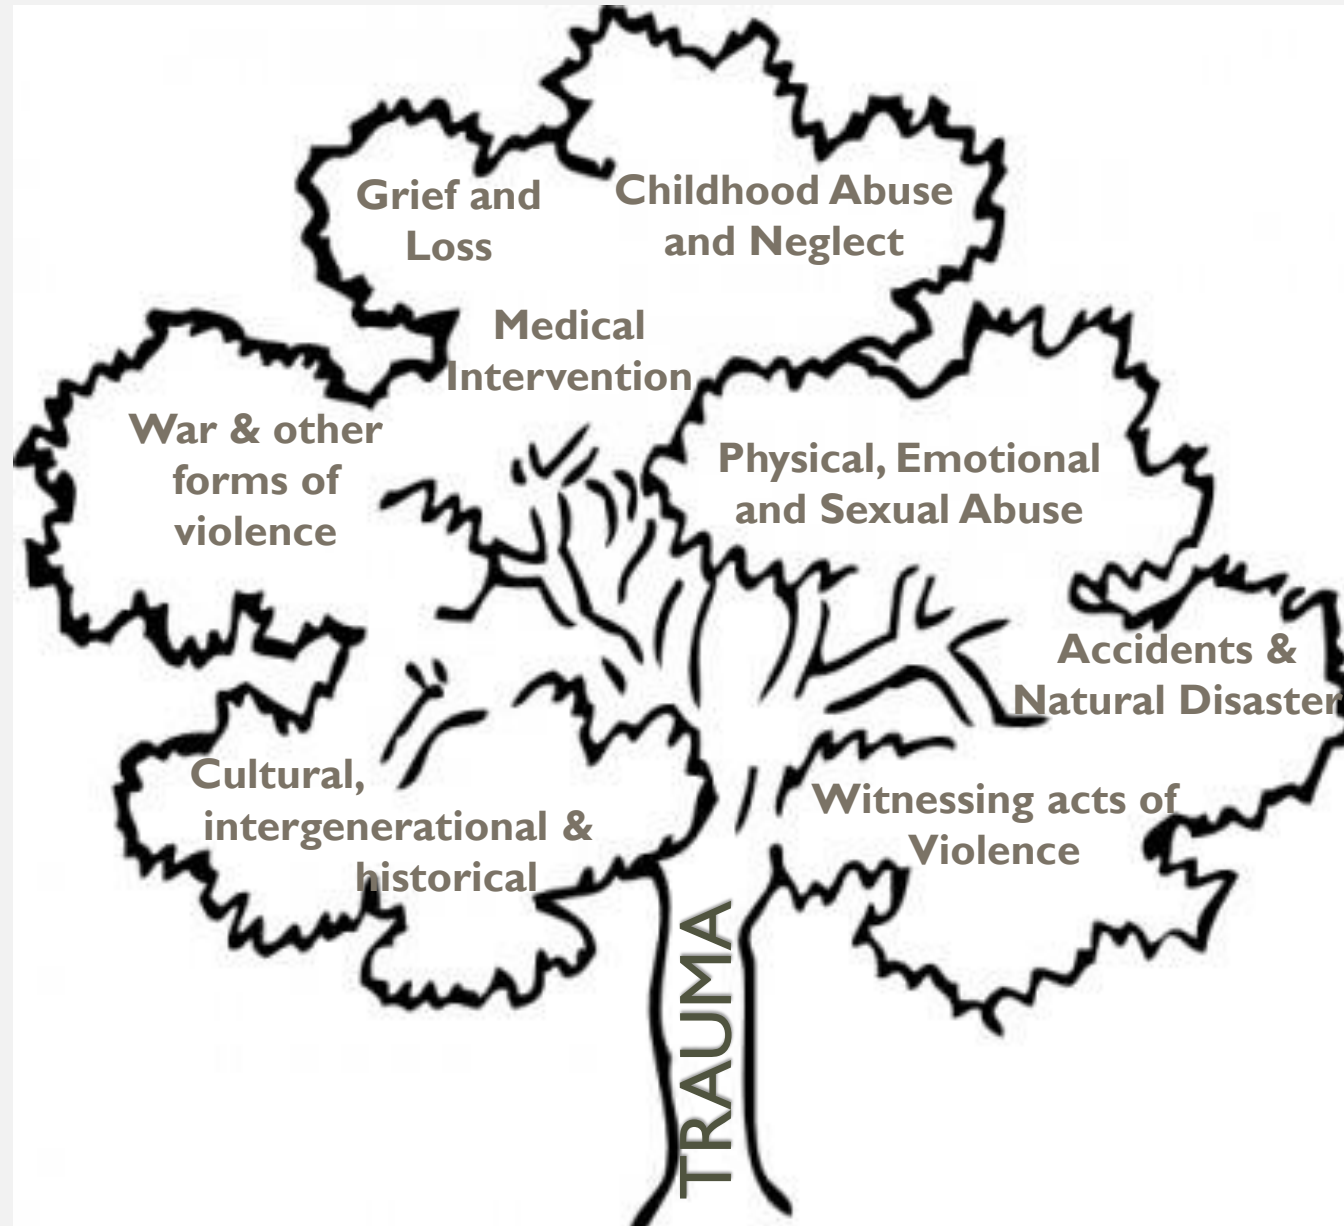 Grief and
Loss
Childhood Abuse
and Neglect
Medical
Intervention
War & other
forms of
violence
Physical, Emotional
and Sexual Abuse
Accidents &
Natural Disaster
Cultural,
intergenerational &
historical
Witnessing acts of
Violence
TRAUMA